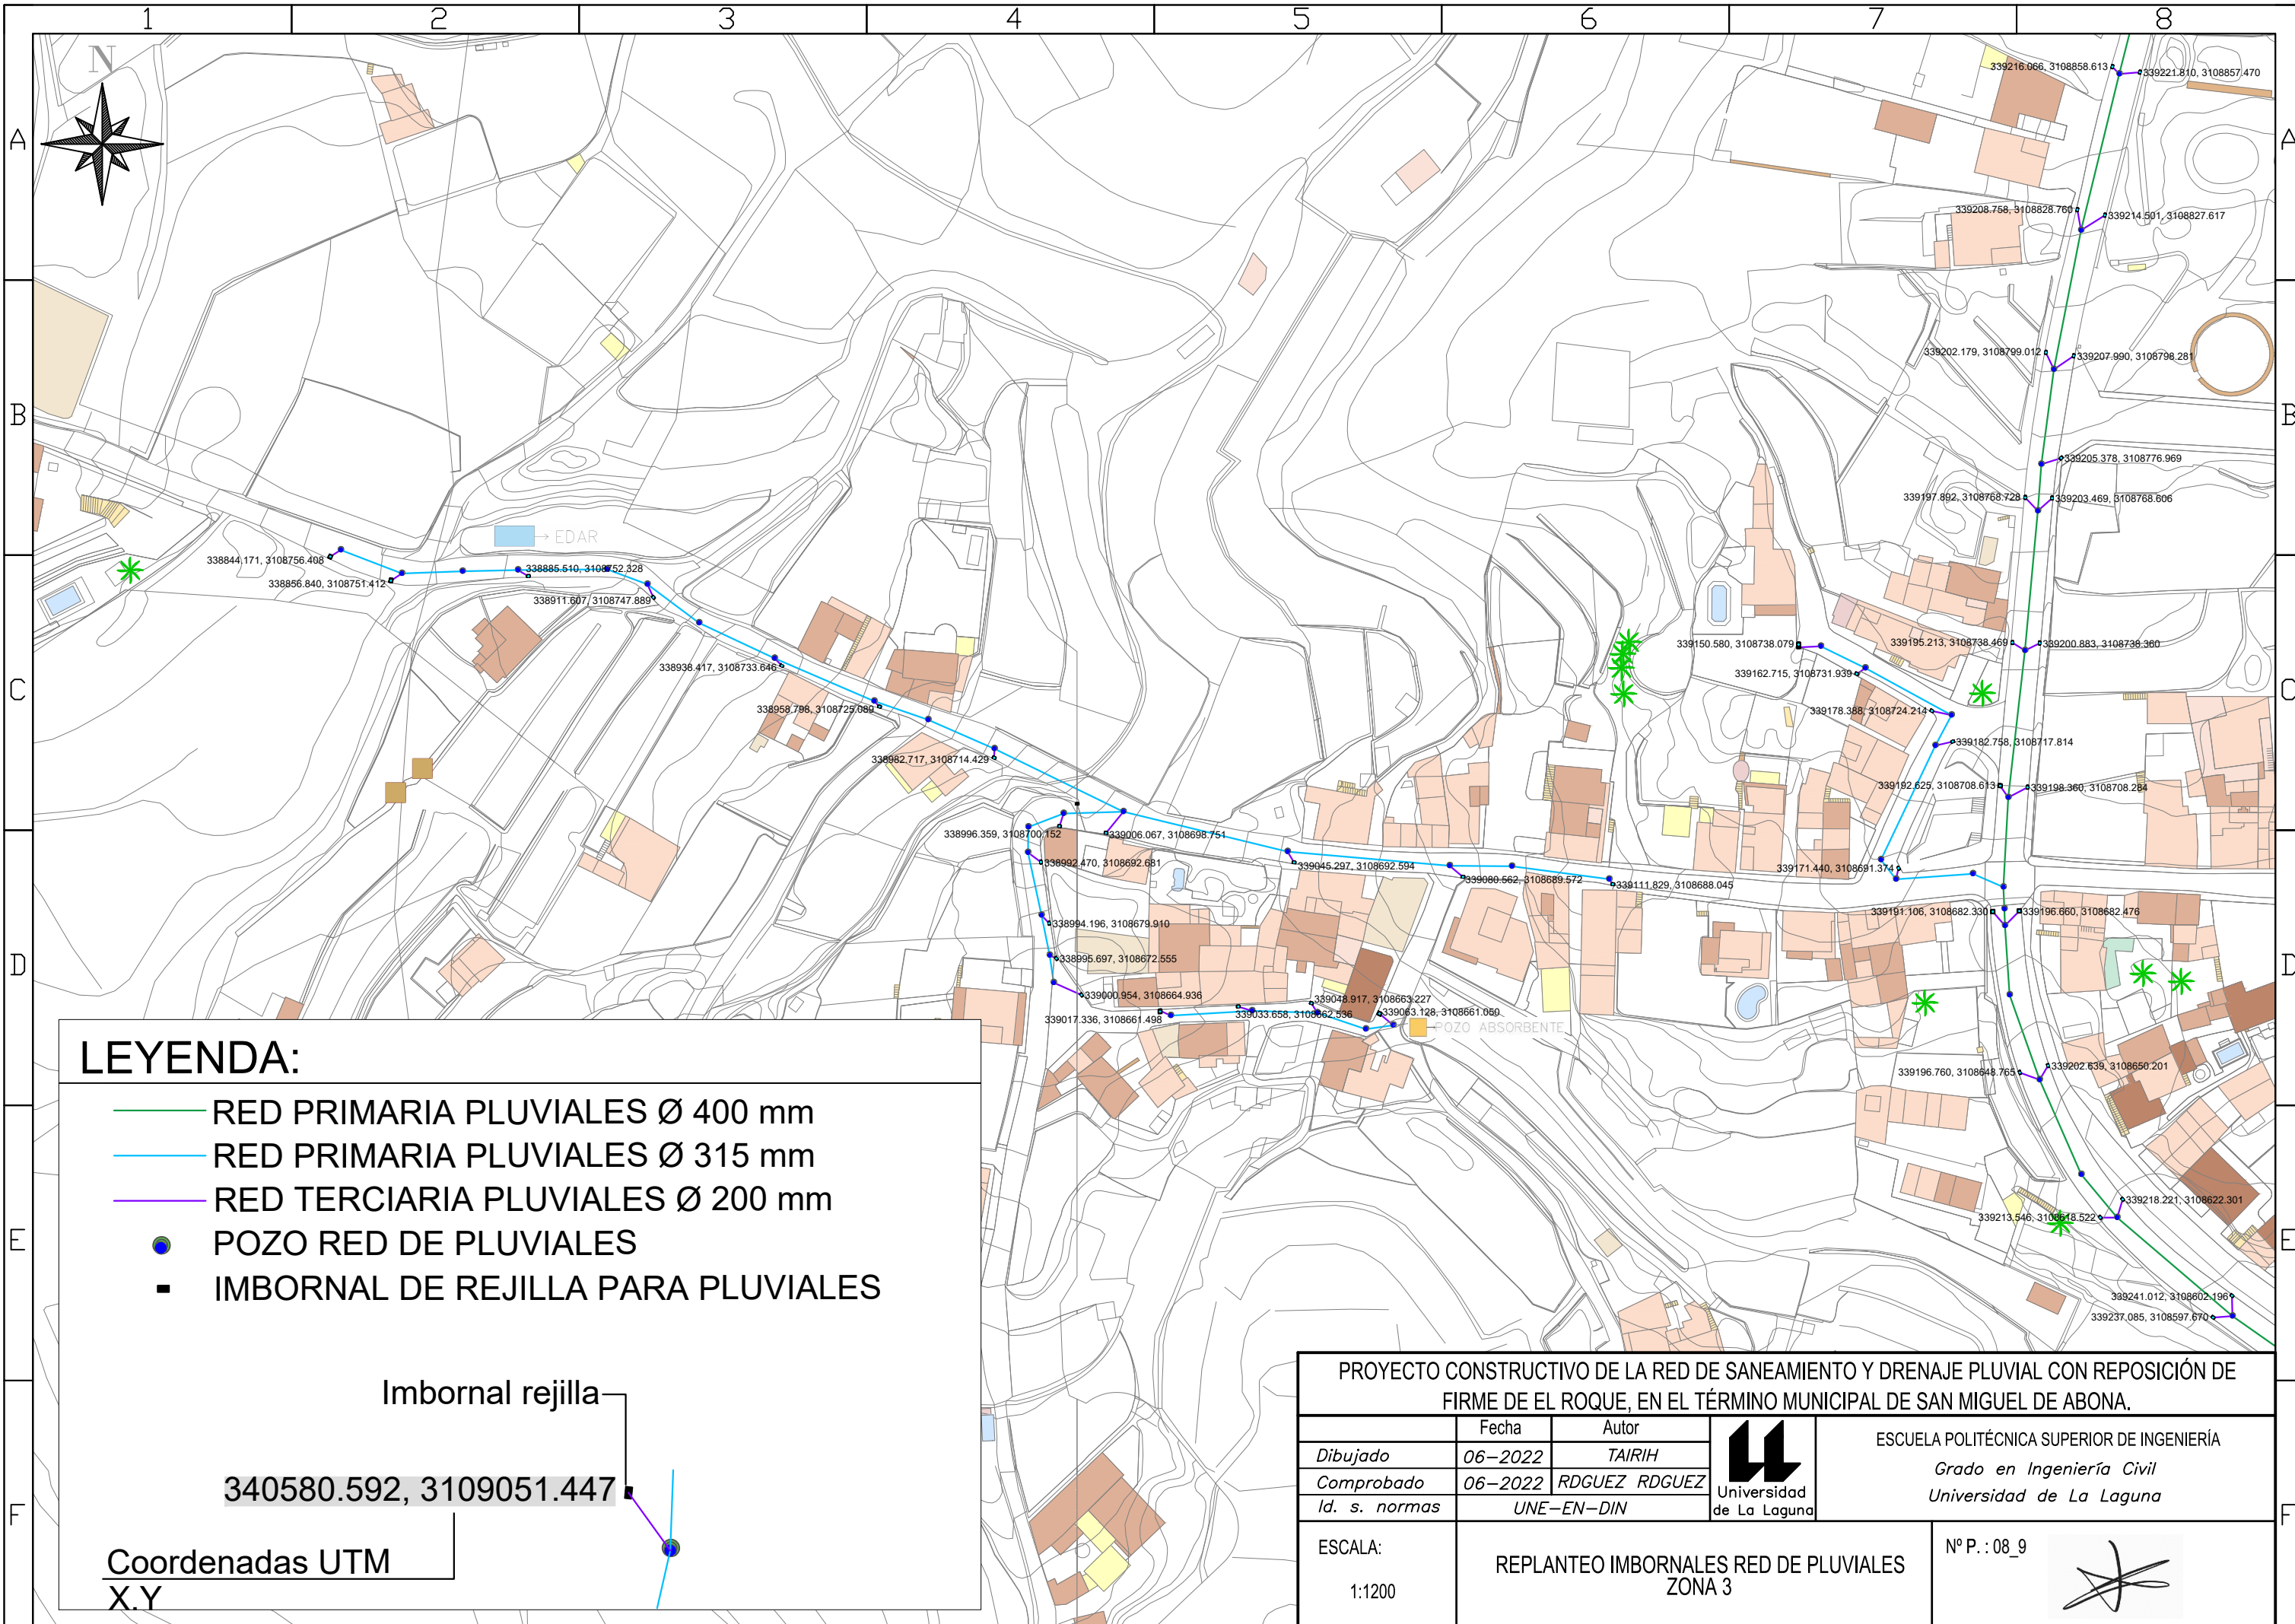 1 2 3 4 5 6 7 8
N
A A
B B
C C
D D
E E
F F
339216.066, 3108858.613
339221.810, 3108857.470
339208.758, 3108828.760
339214.501, 3108827.617
339202.179, 3108799.012
339207.990, 3108798.281
339205.378, 3108776.969
339197.892, 3108768.728
339203.469, 3108768.606
EDAR
338844.171, 3108756.408
338856.840, 3108751.412
338885.510, 3108752.328
338911.607, 3108747.889
338938.417, 3108733.646
338958.798, 3108725.089
338982.717, 3108714.429
339150.580, 3108738.079
339195.213, 3108738.469
339200.883, 3108738.360
339162.715, 3108731.939
339178.388, 3108724.214
339182.758, 3108717.814
339192.625, 3108708.613
339198.360, 3108708.284
338996.359, 3108700.152
339006.067, 3108698.751
338992.470, 3108692.681
339045.297, 3108692.594
339080.562, 3108689.572
339111.829, 3108688.045
339171.440, 3108691.374
339191.106, 3108682.330
339196.660, 3108682.476
338994.196, 3108679.910
338995.697, 3108672.555
339000.954, 3108664.936
339017.336, 3108661.498
339033.658, 3108662.536
339048.917, 3108663.227
339063.128, 3108661.050
POZO ABSORBENTE
339196.760, 3108648.765
339202.639, 3108650.201
339218.221, 3108622.301
339213.546, 3108618.522
339241.012, 3108602.196
339237.085, 3108597.670
LEYENDA:
RED PRIMARIA PLUVIALES Ø 400 mm
RED PRIMARIA PLUVIALES Ø 315 mm
RED TERCIARIA PLUVIALES Ø 200 mm
POZO RED DE PLUVIALES
IMBORNAL DE REJILLA PARA PLUVIALES
Imbornal rejilla
340580.592, 3109051.447
Coordenadas UTM
X.Y
PROYECTO CONSTRUCTIVO DE LA RED DE SANEAMIENTO Y DRENAJE PLUVIAL CON REPOSICIÓN DE
FIRME DE EL ROQUE, EN EL TÉRMINO MUNICIPAL DE SAN MIGUEL DE ABONA.
Fecha Autor
Dibujado 06-2022 TAIRIH
Comprobado 06-2022 RDGUEZ RDGUEZ
Id. s. normas UNE-EN-DIN
Universidad
de La Laguna
ESCUELA POLITÉCNICA SUPERIOR DE INGENIERÍA
Grado en Ingeniería Civil
Universidad de La Laguna
ESCALA:
1:1200
REPLANTEO IMBORNALES RED DE PLUVIALES
ZONA 3
Nº P. : 08_9